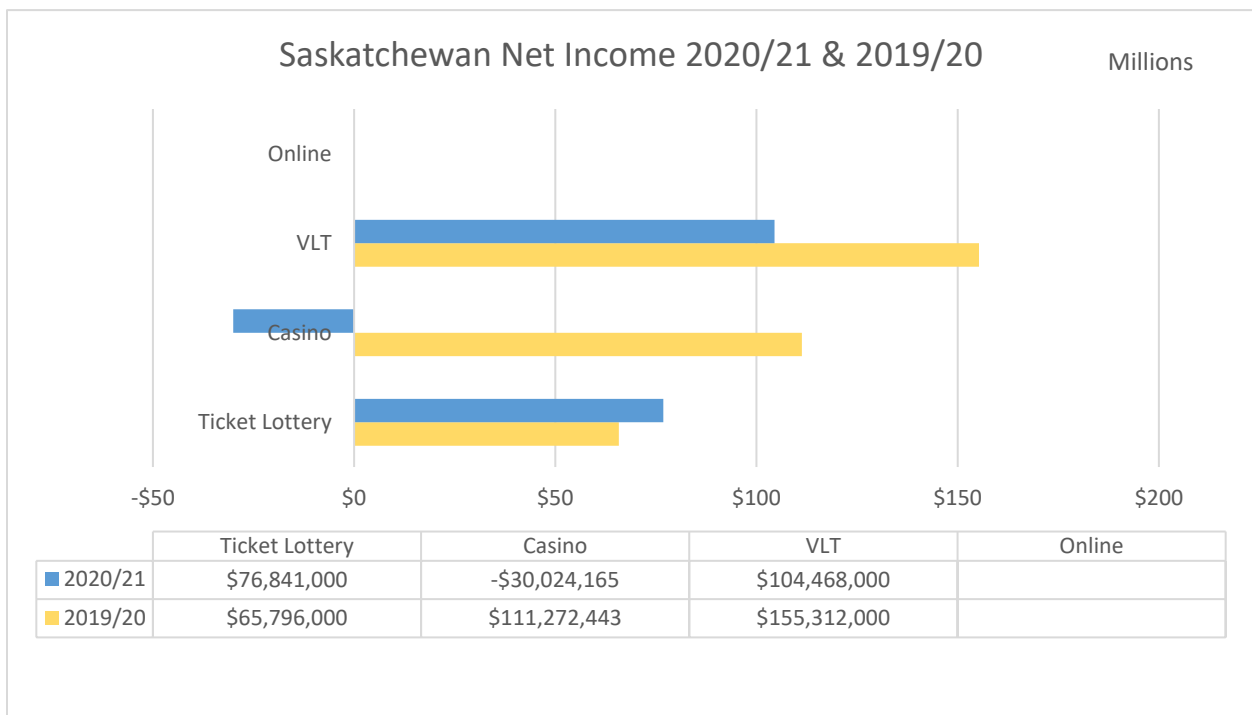 Saskatchewan Net Income 2020/21 & 2019/20
Millions
Online
VLT
Casino
Ticket Lottery
-$50 $0 $50 $100 $150 $200
Ticket Lottery Casino VLT Online
2020/21 $76,841,000 -$30,024,165 $104,468,000
2019/20 $65,796,000 $111,272,443 $155,312,000